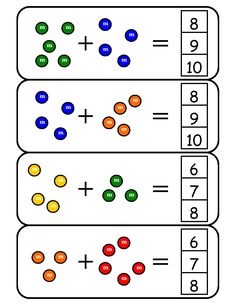 8
+ = 9
10
8
+ = 9
10
6
+ = 7
8
6
+ = 7
8